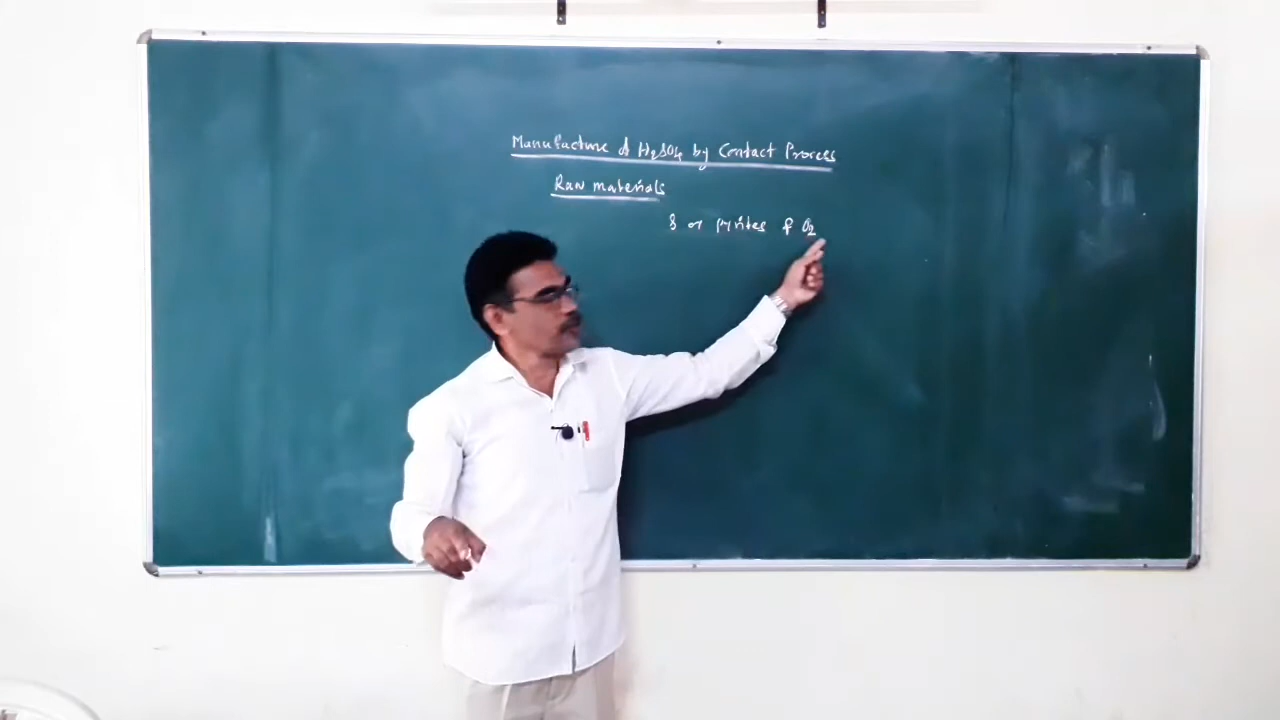 Manufacture of H₂SO₄ by Contact Process
Raw materials
S or pyrites & O₂